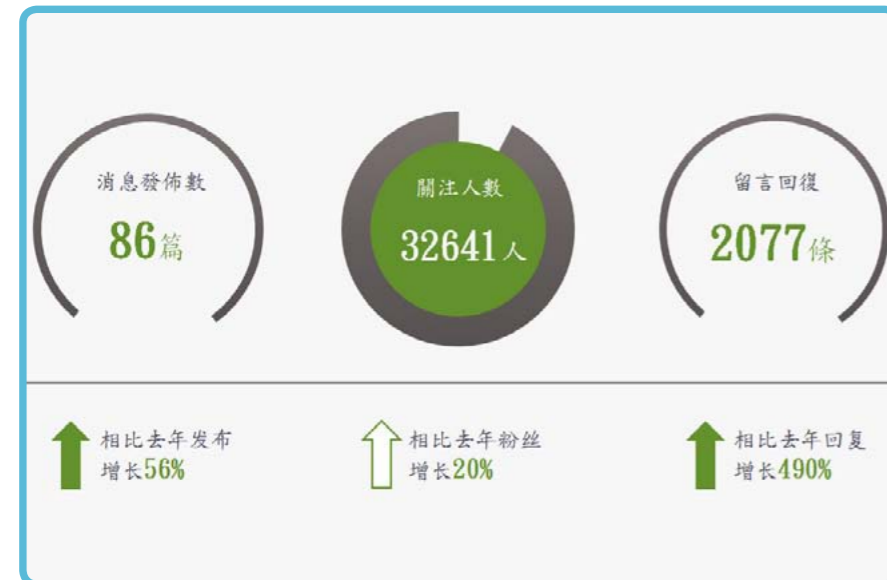 消息發佈數
86篇
關注人數
32641人
留言回復
2077條
相比去年发布
增长56%
相比去年粉丝
增长20%
相比去年回复
增长490%